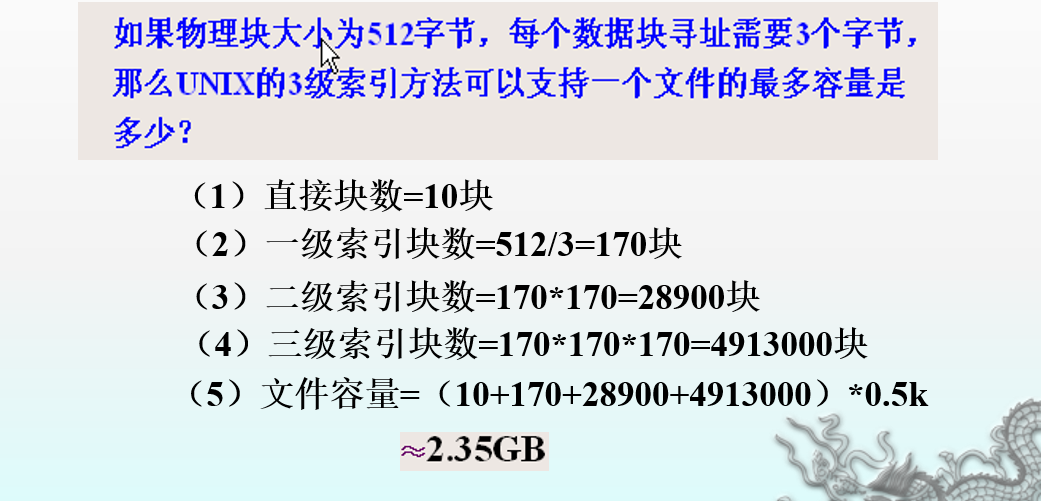 如果物理块大小为512字节，每个数据块寻址需要3个字节，
那么UNIX的3级索引方法可以支持一个文件的最多容量是
多少？
（1）直接块数=10块
（2）一级索引块数=512/3=170块
（3）二级索引块数=170*170=28900块
（4）三级索引块数=170*170*170=4913000块
（5）文件容量=（10+170+28900+4913000）*0.5k
≈2.35GB